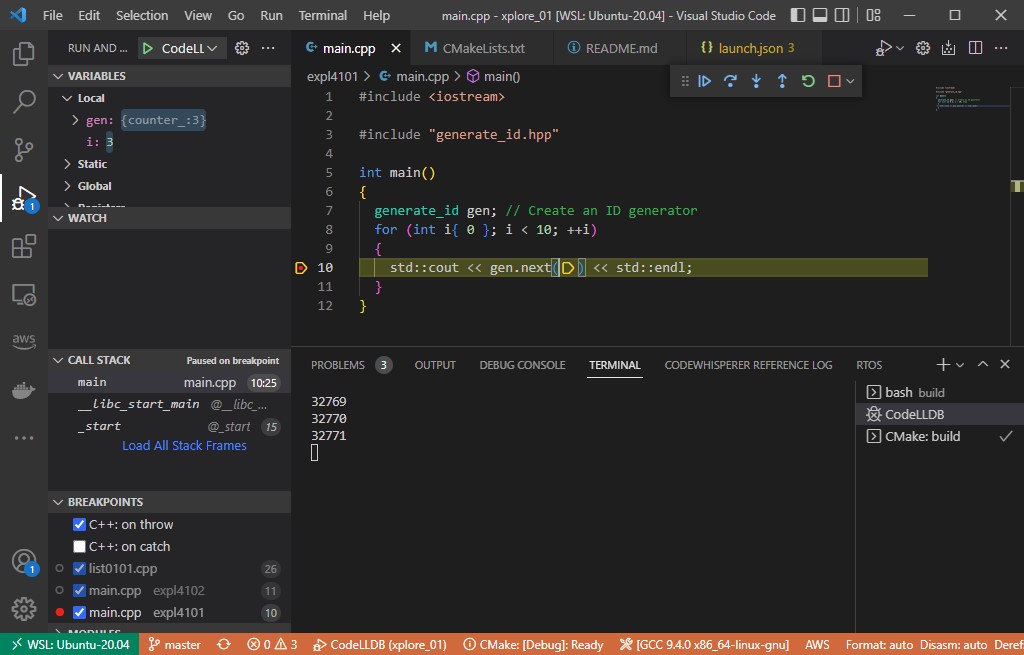 File Edit Selection View Go Run Terminal Help main.cpp - xplore_01 [WSL: Ubuntu-20.04] - Visual Studio Code
RUN AND ... CodeLL
main.cpp CMakeLists.txt README.md launch.json 3
expl4101 > main.cpp > main()
VARIABLES
Local
gen: {counter_:3}
i: 3
Static
Global
WATCH
1 #include <iostream>
2
3 #include "generate_id.hpp"
4
5 int main()
6 {
7 generate_id gen; // Create an ID generator
8 for (int i{ 0 }; i < 10; ++i)
9 {
10 std::cout << gen.next() << std::endl;
11 }
12 }
CALL STACK Paused on breakpoint
main main.cpp 10:25
__libc_start_main @__libc_...
_start @_start 15
Load All Stack Frames
BREAKPOINTS
C++: on throw
C++: on catch
list0101.cpp 26
main.cpp expl4102 11
main.cpp expl4101 10
MODULES
PROBLEMS 3 OUTPUT DEBUG CONSOLE TERMINAL CODEWHISPERER REFERENCE LOG RTOS
32769
32770
32771
bash build
CodeLLDB
CMake: build
aws
1
1
WSL: Ubuntu-20.04 master 0 3 CodeLLDB (xplore_01) CMake: [Debug]: Ready [GCC 9.4.0 x86_64-linux-gnu] AWS Format: auto Disasm: auto Deref